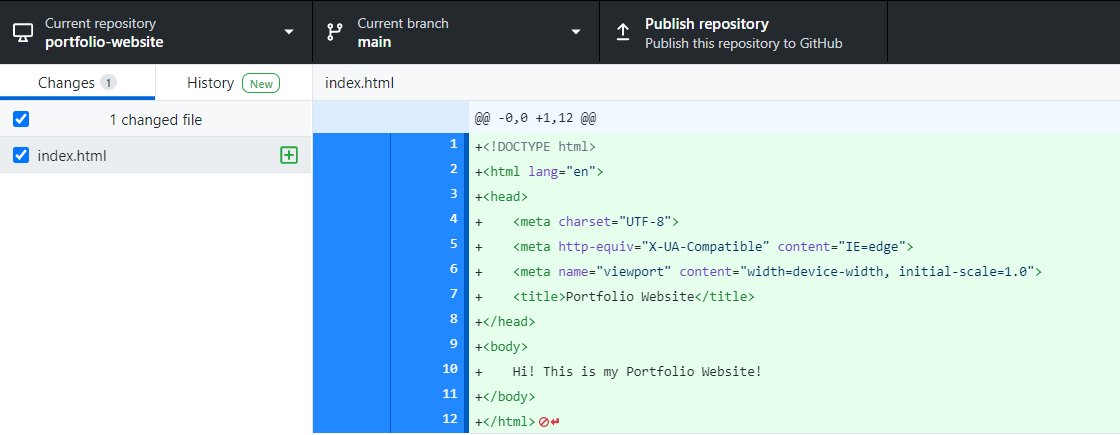 Current repository
portfolio-website
Current branch
main
Publish repository
Publish this repository to GitHub
Changes 1
History New
index.html
1 changed file
index.html
@@ -0,0 +1,12 @@
1 +<!DOCTYPE html>
2 +<html lang="en">
3 +<head>
4 +    <meta charset="UTF-8">
5 +    <meta http-equiv="X-UA-Compatible" content="IE=edge">
6 +    <meta name="viewport" content="width=device-width, initial-scale=1.0">
7 +    <title>Portfolio Website</title>
8 +</head>
9 +<body>
10 +    Hi! This is my Portfolio Website!
11 +</body>
12 +</html>